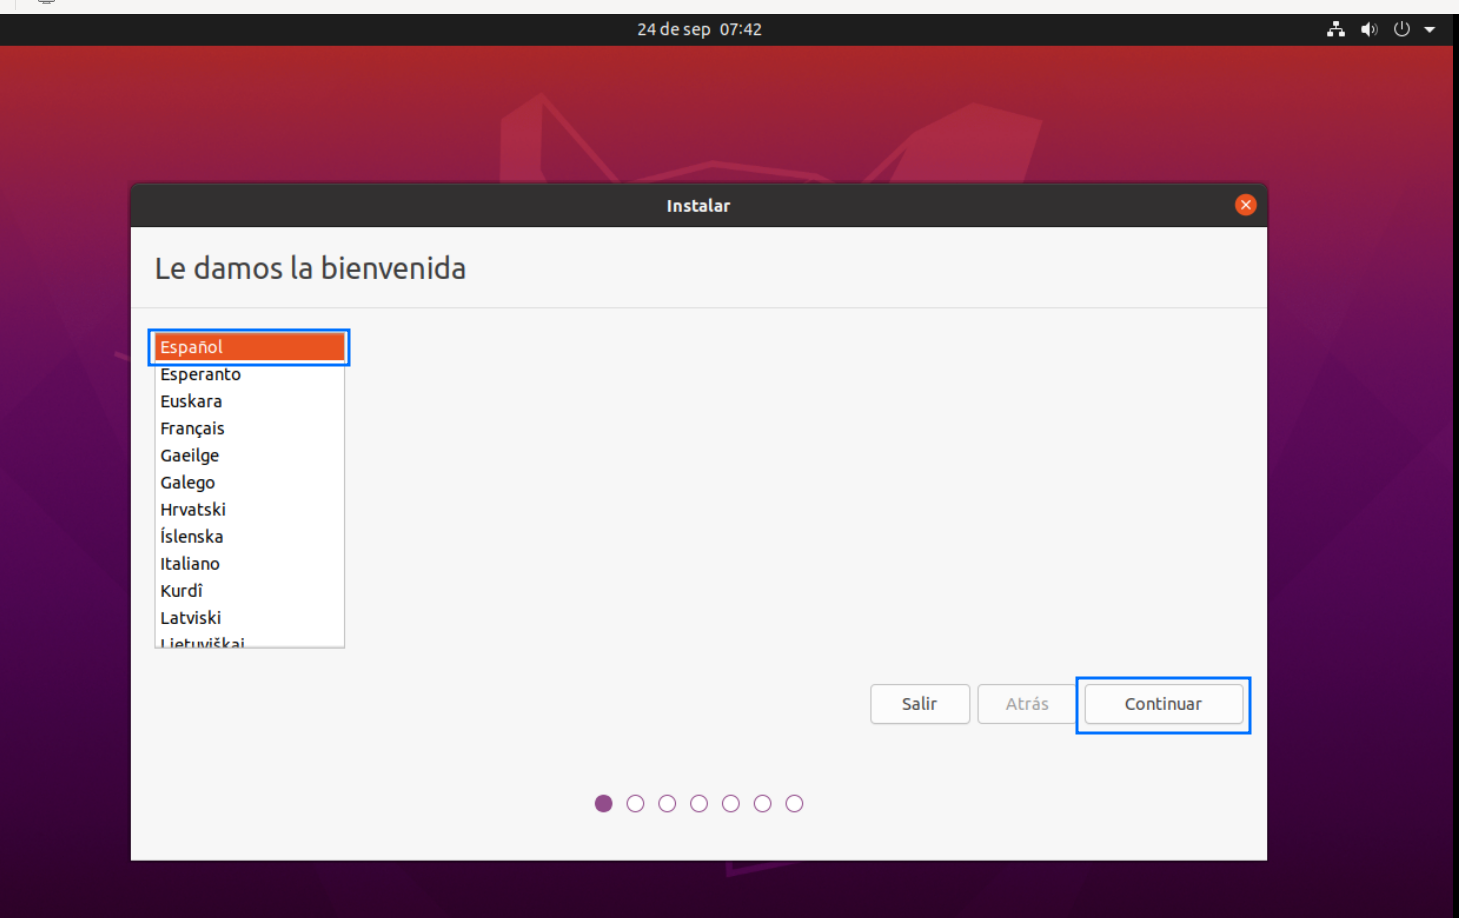 24 de sep 07:42
Instalar
Le damos la bienvenida
Español
Esperanto
Euskara
Français
Gaeilge
Galego
Hrvatski
Íslenska
Italiano
Kurdî
Latviski
Lietuviškai
Salir
Atrás
Continuar